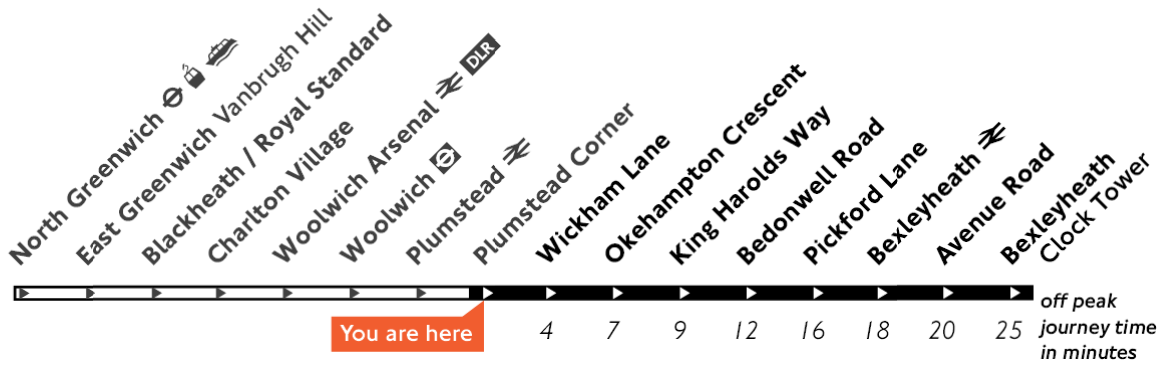 North Greenwich
East Greenwich Vanbrugh Hill
Blackheath / Royal Standard
Charlton Village
Woolwich Arsenal DLR
Woolwich
Plumstead
Plumstead Corner
Wickham Lane
Okehampton Crescent
King Harolds Way
Bedonwell Road
Pickford Lane
Bexleyheath
Avenue Road
Bexleyheath
Clock Tower
You are here
4 7 9 12 16 18 20 25
off peak
journey time
in minutes